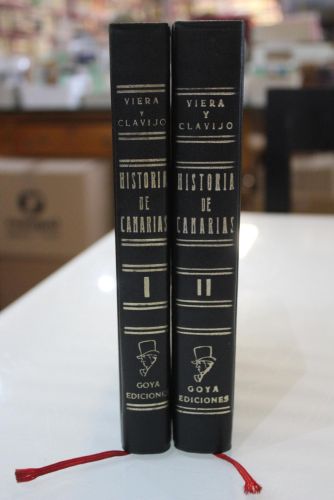 VIERA
Y
CLAVIJO
HISTORIA
DE
CANARIAS
I
GOYA
EDICIONES
VIERA
Y
CLAVIJO
HISTORIA
DE
CANARIAS
II
GOYA
EDICIONES